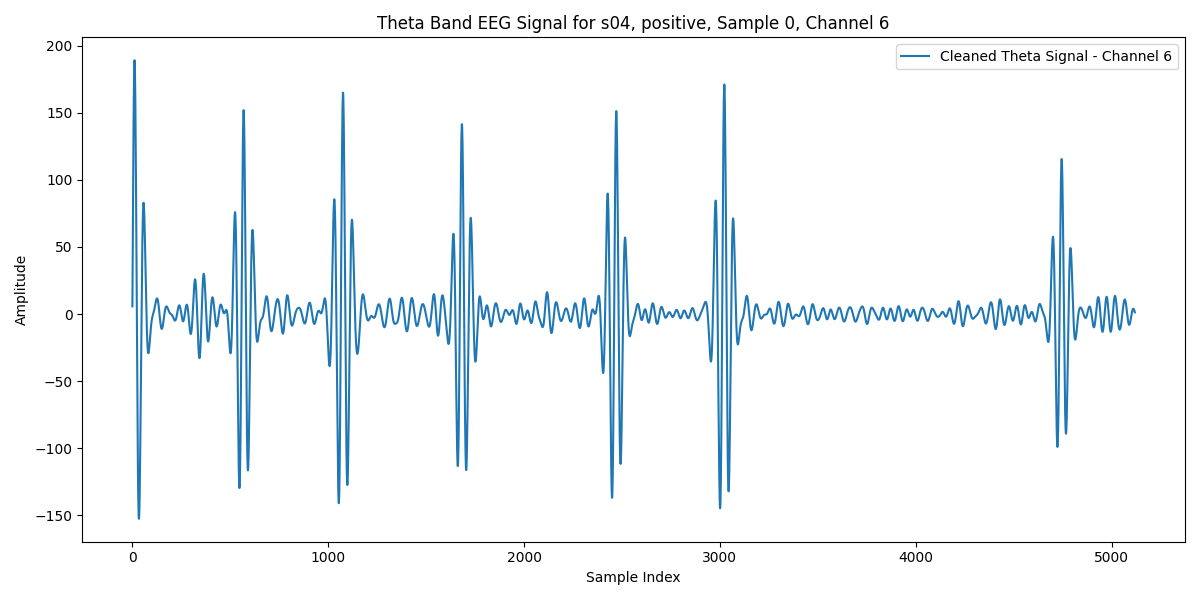 Theta Band EEG Signal for s04, positive, Sample 0, Channel 6
Cleaned Theta Signal - Channel 6
200
150
100
50
0
−50
−100
−150
Amplitude
0 1000 2000 3000 4000 5000
Sample Index